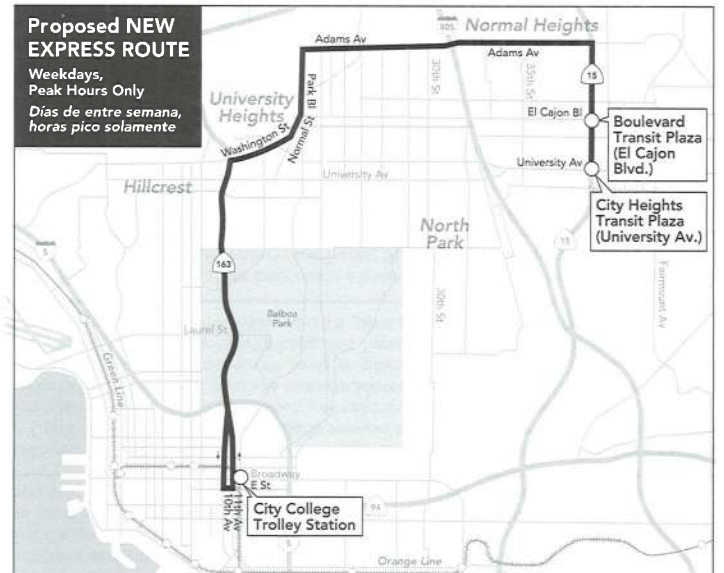 Proposed NEW
EXPRESS ROUTE
Weekdays,
Peak Hours Only
Días de entre semana,
horas pico solamente
805
Normal Heights
Adams Av
Adams Av
30th St
35th St
15
Park Bl
University
Heights
El Cajon Bl
Boulevard
Transit Plaza
(El Cajon
Blvd.)
Washington St
Normal St
University Av
University Av
Hillcrest
City Heights
Transit Plaza
(University Av.)
North
Park
5
163
15
Fairmount Av
30th St
Balboa
Park
Laurel St
Green Line
Broadway
E St
10th Av
11th Av
City College
Trolley Station
94
5
Orange Line